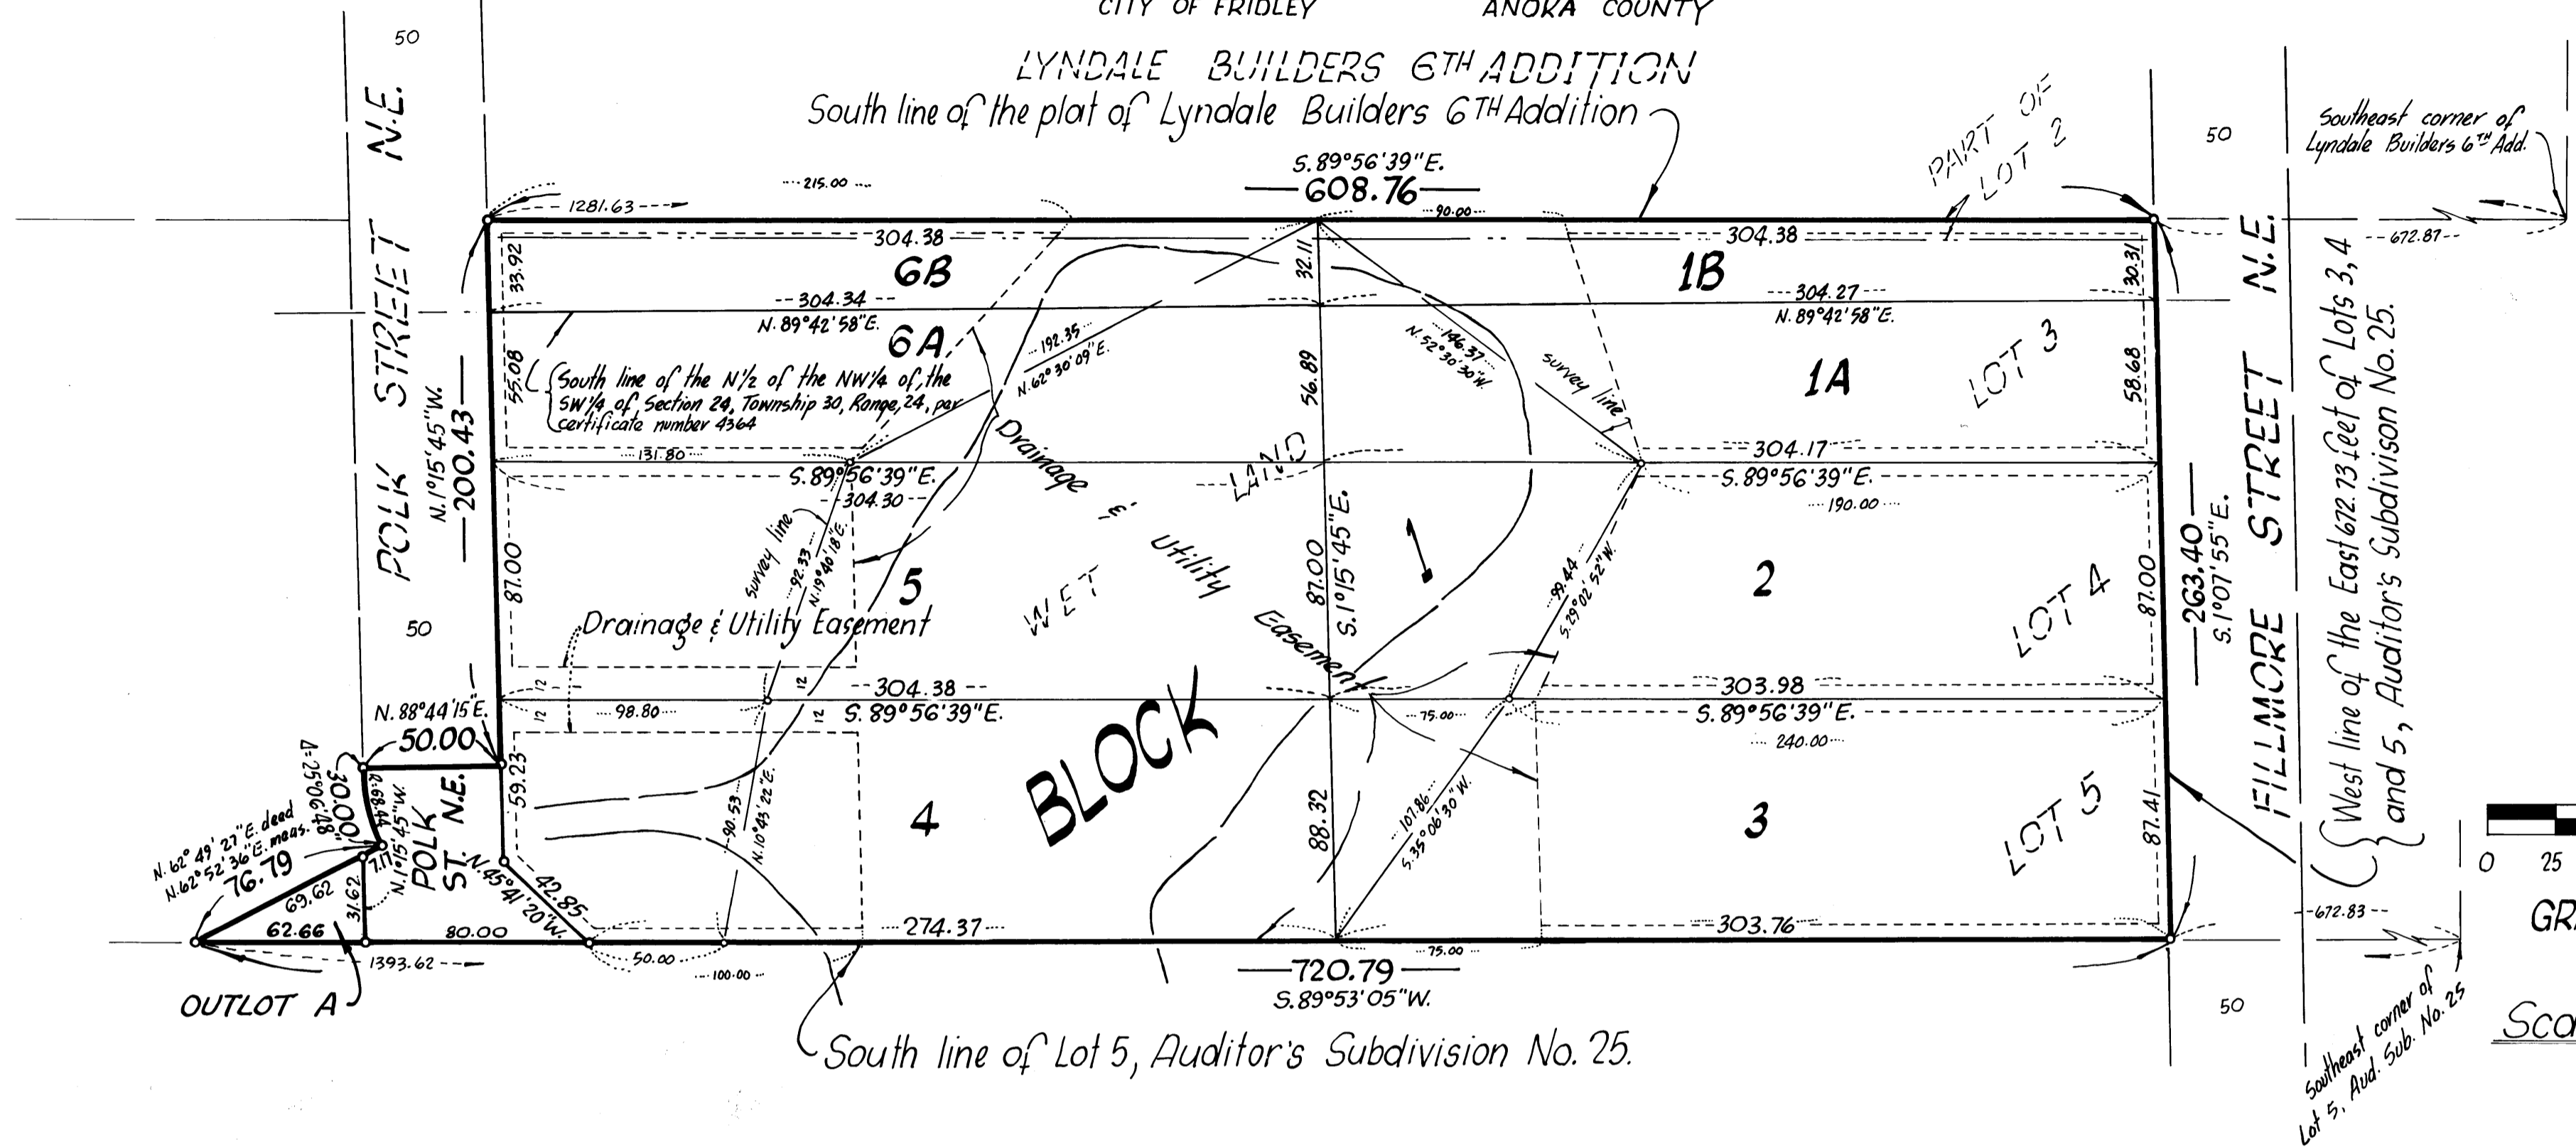 CITY OF FRIDLEY ANOKA COUNTY
LYNDALE BUILDERS 6TH ADDITION
South line of the plat of Lyndale Builders 6TH Addition
S.89°56'39"E.
608.76
215.00
1281.63
90.00
PART OF
LOT 2
50
Southeast corner of
Lyndale Builders 6TH Add.
672.87
50
POLK STREET N.E.
50
N.1°15'45"W.
200.43
33.92
304.38
6B
32.11
304.38
1B
30.31
304.34
N.89°42'58"E.
304.27
N.89°42'58"E.
6A
192.35
N.62°30'09"E.
146.37
N.52°30'30"W.
survey line
1A
LOT 3
58.68
55.08
56.89
South line of the N1/2 of the NW1/4 of, the
SW1/4 of, Section 24, Township 30, Range, 24, par
certificate number 4364
131.80
S.89°56'39"E.
304.30
304.17
S.89°56'39"E.
190.00
Drainage & Utility Easement
WET LAND
survey line
92.33
N.19°40'18"E.
87.00
5
87.00
S.1°15'45"E.
1
99.44
S.29°02'52"W.
2
LOT 4
87.00
263.40
S.1°07'55"E.
FILLMORE STREET N.E.
West line of the East 672.73 feet of Lots 3, 4
and 5, Auditor's Subdivison No. 25.
Drainage & Utility Easement
12
12
304.38
98.80
12
12
S.89°56'39"E.
303.98
75.00
S.89°56'39"E.
240.00
N.88°44'15"E.
50.00
59.23
Δ=25°06'48"
30.00
R=68.44
N.1°15'45"W.
POLK
ST. N.E.
N.62°49'27"E. deed
N.62°52'36"E. meas.
76.79
69.62
7.17
31.62
62.66
80.00
N.45°41'20"W.
42.85
90.53
N.10°43'22"E.
4
BLOCK
88.32
107.86
S.35°06'30"W.
3
LOT 5
87.41
274.37
303.76
672.83
0 25
GR
1393.62
50.00
100.00
75.00
720.79
S.89°53'05"W.
OUTLOT A
50
South line of Lot 5, Auditor's Subdivision No. 25.
Southeast corner of
Lot 5, Aud. Sub. No. 25